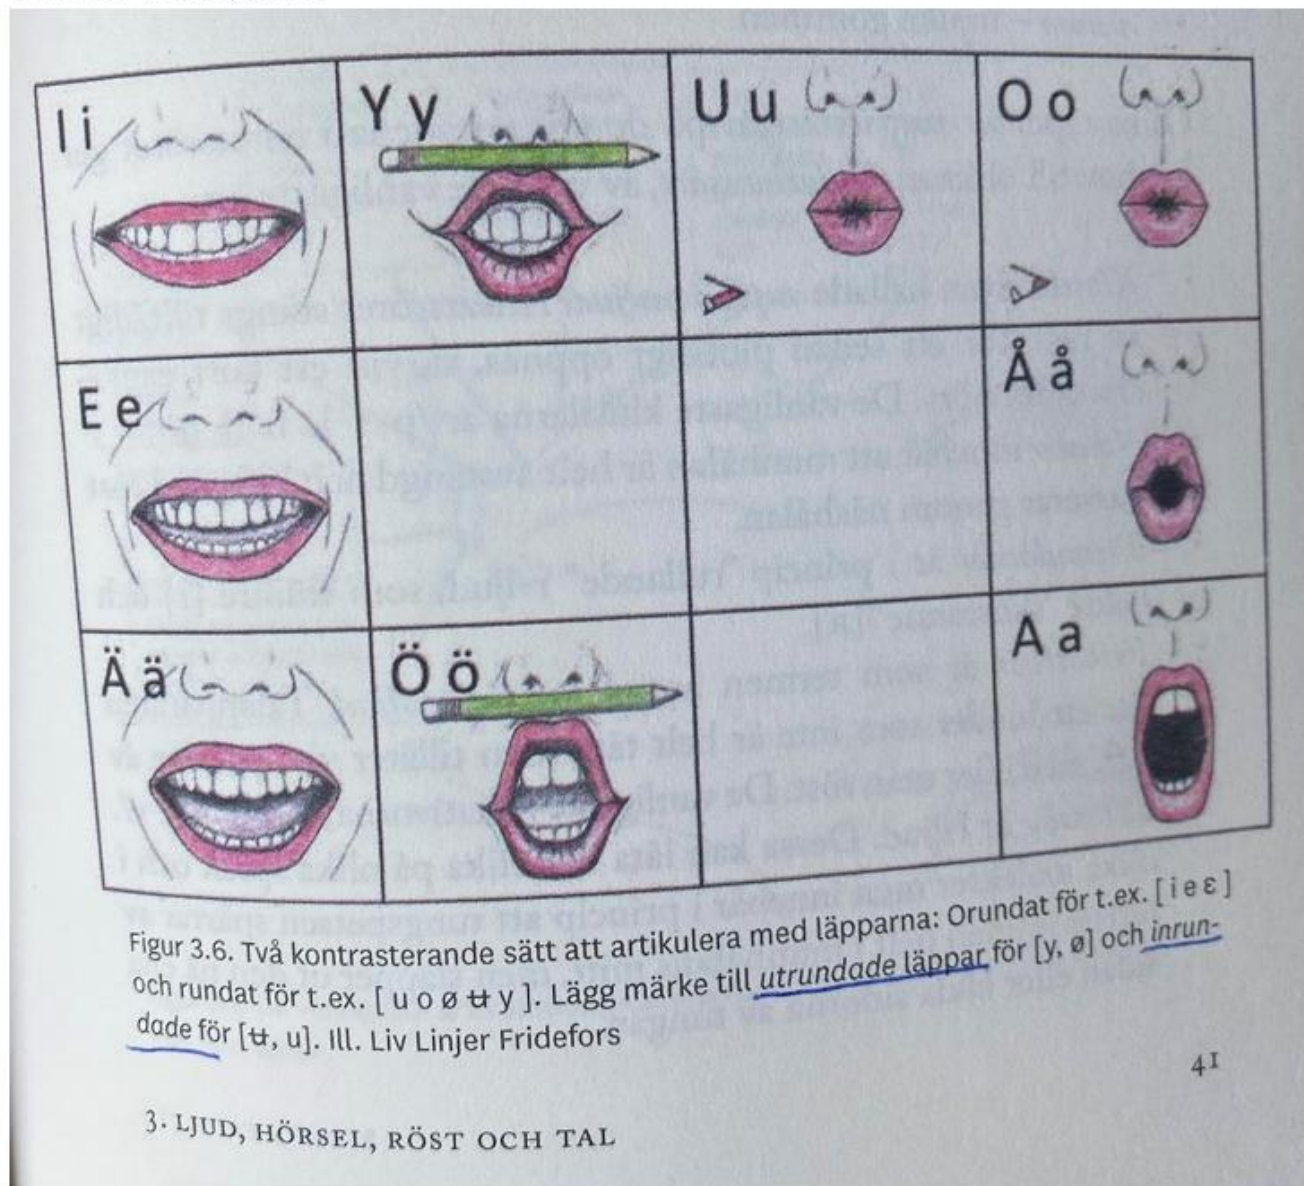 I i
Y y
U u
O o
E e
Å å
Ä ä
Ö ö
A a
Figur 3.6. Två kontrasterande sätt att artikulera med läpparna: Orundat för t.ex. [ i e ɛ ]
och rundat för t.ex. [ u o ø ʉ y ]. Lägg märke till utrundade läppar för [y, ø] och inrun-
dade för [ʉ, u]. Ill. Liv Linjer Fridefors
41
3. LJUD, HÖRSEL, RÖST OCH TAL